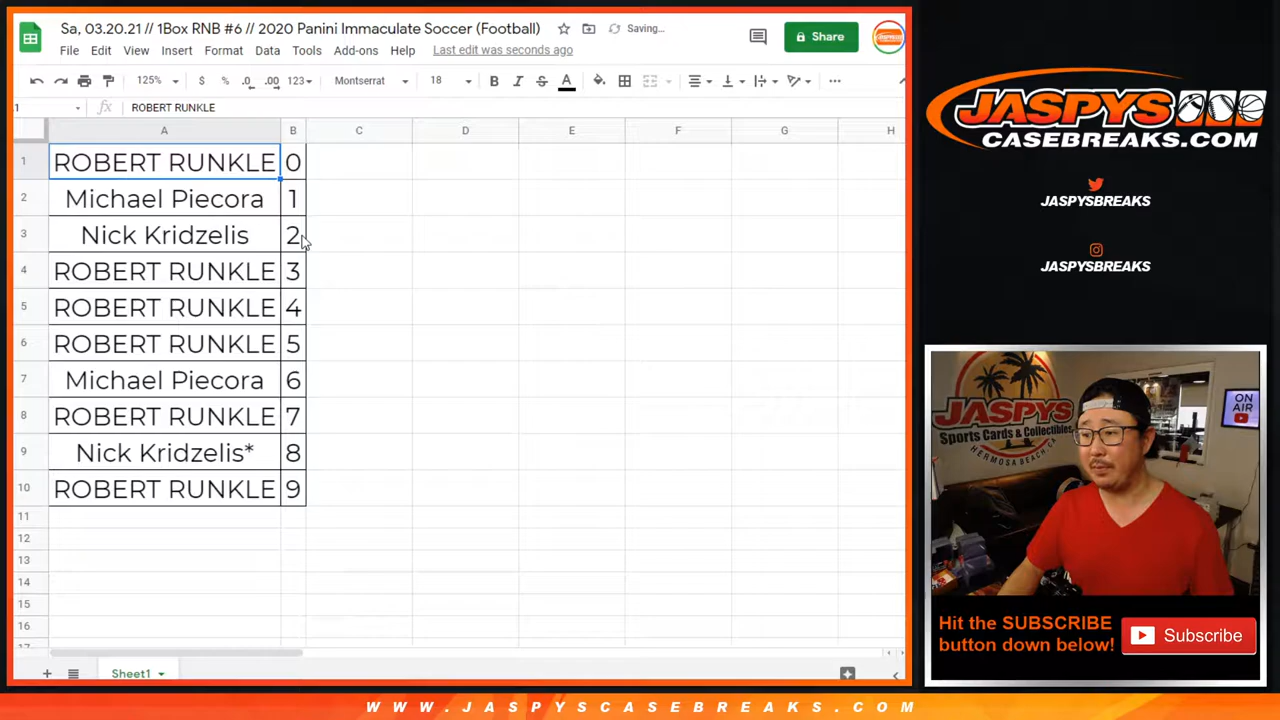 Sa, 03.20.21 // 1Box RNB #6 // 2020 Panini Immaculate Soccer (Football)
Saving...
File Edit View Insert Format Data Tools Add-ons Help Last edit was seconds ago
Share
125% $ % .0 .00 123 Montserrat 18 B I S A
1 fx ROBERT RUNKLE
A B C D E F G H
1 ROBERT RUNKLE 0
2 Michael Piecora 1
3 Nick Kridzelis 2
4 ROBERT RUNKLE 3
5 ROBERT RUNKLE 4
6 ROBERT RUNKLE 5
7 Michael Piecora 6
8 ROBERT RUNKLE 7
9 Nick Kridzelis* 8
10 ROBERT RUNKLE 9
11
12
13
14
15
16
17
Sheet1
JASPYS
CASEBREAKS.COM
JASPYSBREAKS
JASPYSBREAKS
JASPYS
Sports Cards & Collectibles
HERMOSA BEACH, CA
ON
AIR
Hit the SUBSCRIBE
button down below!
Subscribe
WWW.JASPYSCASEBREAKS.COM